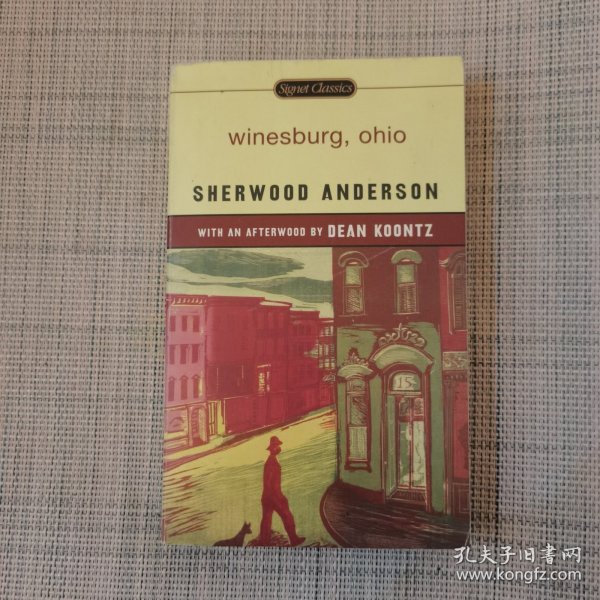 Signet Classics
winesburg, ohio
SHERWOOD ANDERSON
WITH AN AFTERWOOD BY DEAN KOONTZ
15
孔夫子旧书网
www.kongfz.com